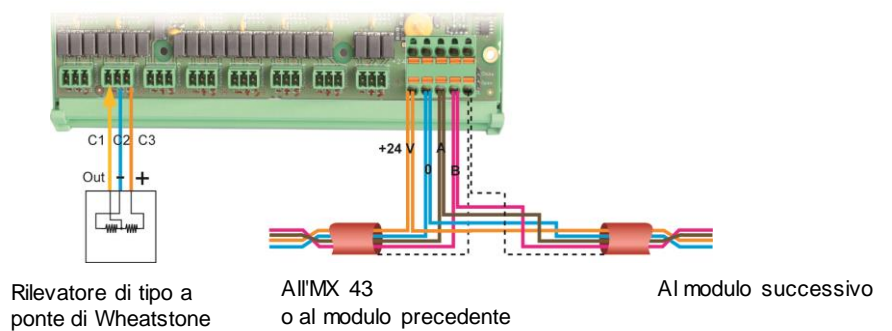 C1 C2 C3
Out - +
+24 V
0
A
B
Rilevatore di tipo a
ponte di Wheatstone
All'MX 43
o al modulo precedente
Al modulo successivo